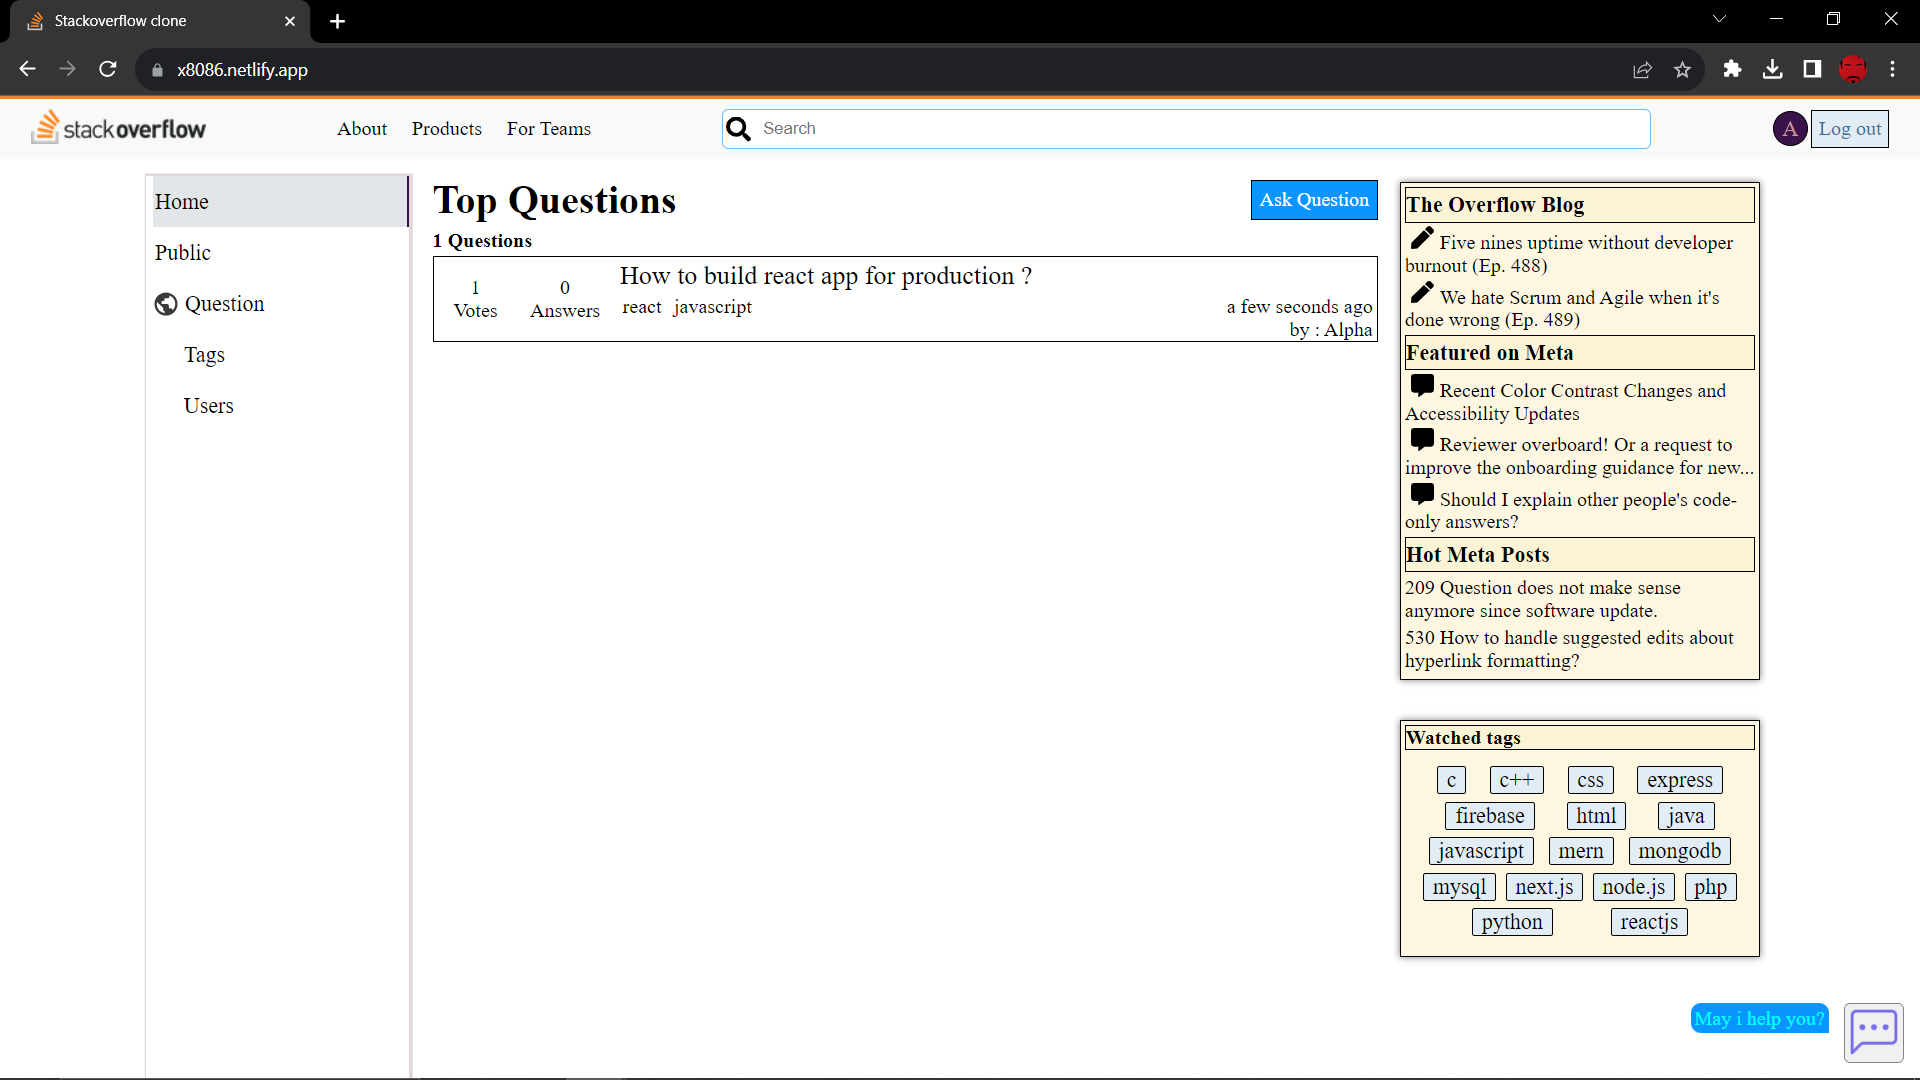 Stackoverflow clone
x8086.netlify.app
stackoverflow
About Products For Teams
Search
A
Log out
Home
Public
Question
Tags
Users
Top Questions
Ask Question
1 Questions
1
Votes
0
Answers
How to build react app for production ?
react javascript
a few seconds ago
by : Alpha
The Overflow Blog
Five nines uptime without developer
burnout (Ep. 488)
We hate Scrum and Agile when it's
done wrong (Ep. 489)
Featured on Meta
Recent Color Contrast Changes and
Accessibility Updates
Reviewer overboard! Or a request to
improve the onboarding guidance for new...
Should I explain other people's code-
only answers?
Hot Meta Posts
209 Question does not make sense
anymore since software update.
530 How to handle suggested edits about
hyperlink formatting?
Watched tags
c c++ css express
firebase html java
javascript mern mongodb
mysql next.js node.js php
python reactjs
May i help you?